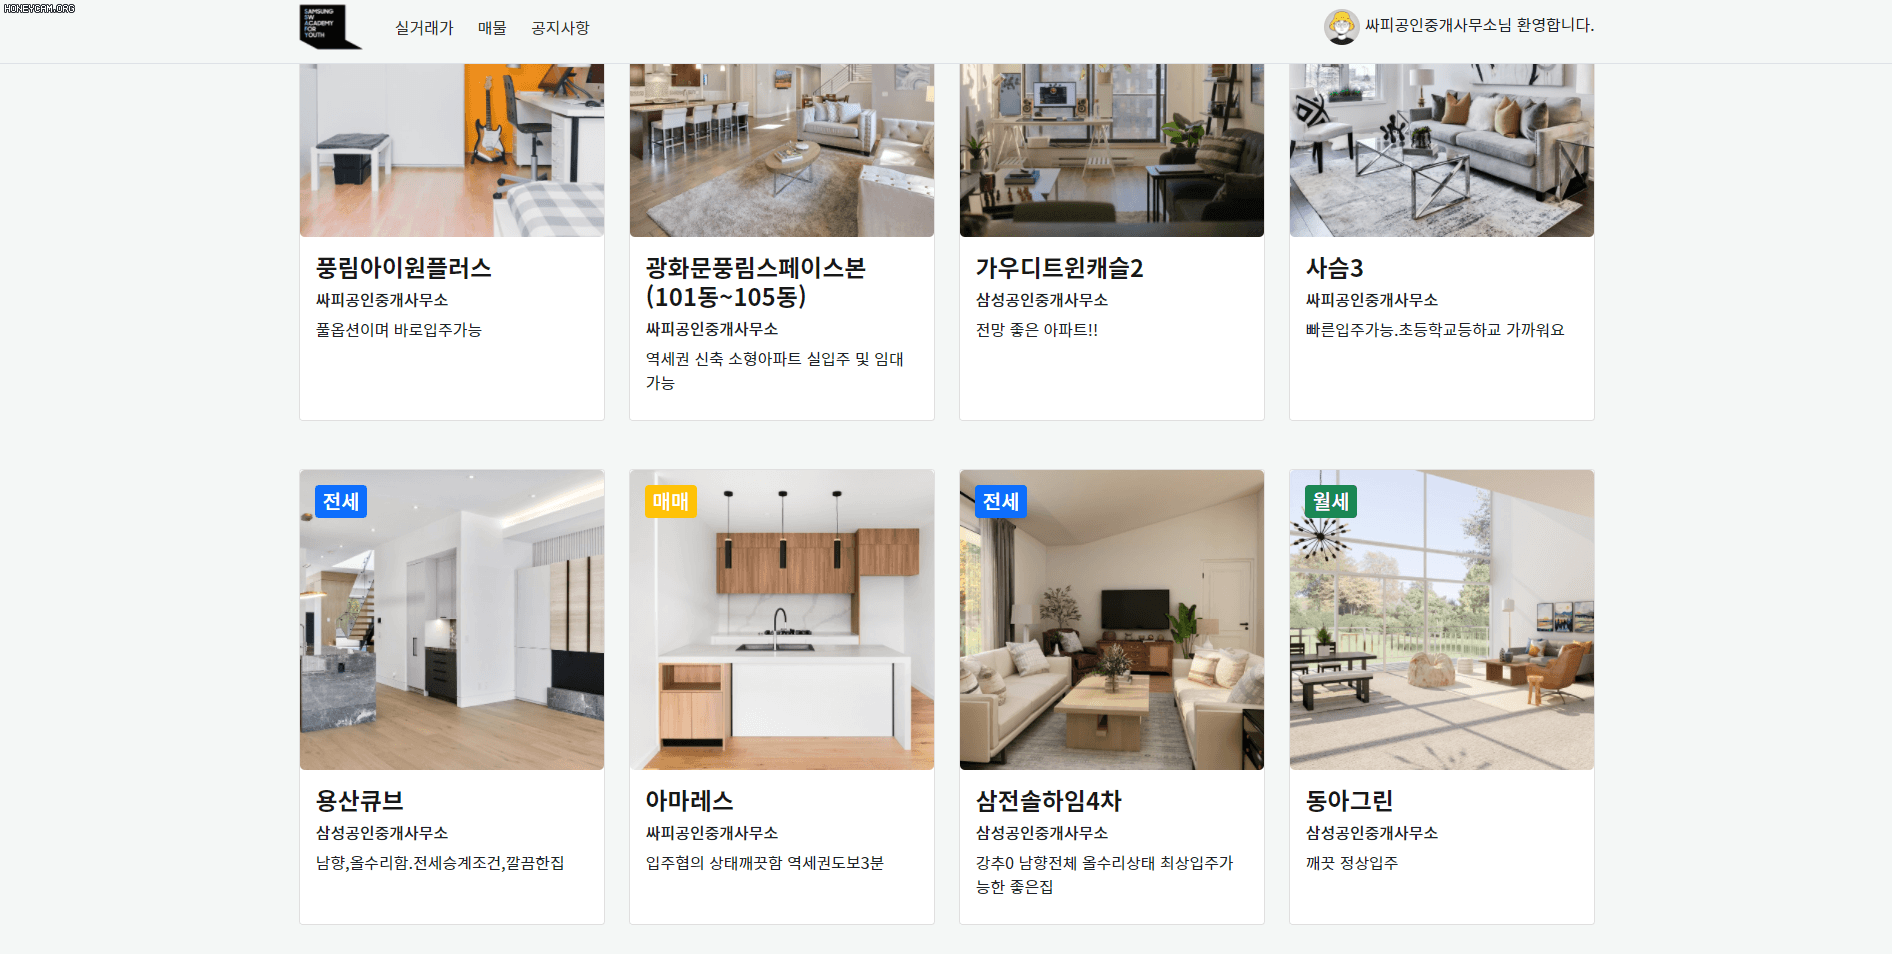 HONEYCAM.ORG
SAMSUNG
SW
ACADEMY
FOR
YOUTH
실거래가 매물 공지사항
싸피공인중개사무소님 환영합니다.
풍림아이원플러스
싸피공인중개사무소
풀옵션이며 바로입주가능
광화문풍림스페이스본
(101동~105동)
싸피공인중개사무소
역세권 신축 소형아파트 실입주 및 임대
가능
가우디트윈캐슬2
삼성공인중개사무소
전망 좋은 아파트!!
사슴3
싸피공인중개사무소
빠른입주가능.초등학교등하교 가까워요
전세
용산큐브
삼성공인중개사무소
남향,올수리함.전세승계조건,깔끔한집
매매
아마레스
싸피공인중개사무소
입주협의 상태깨끗함 역세권도보3분
전세
삼전솔하임4차
삼성공인중개사무소
강추0 남향전체 올수리상태 최상입주가
능한 좋은집
월세
동아그린
삼성공인중개사무소
깨끗 정상입주